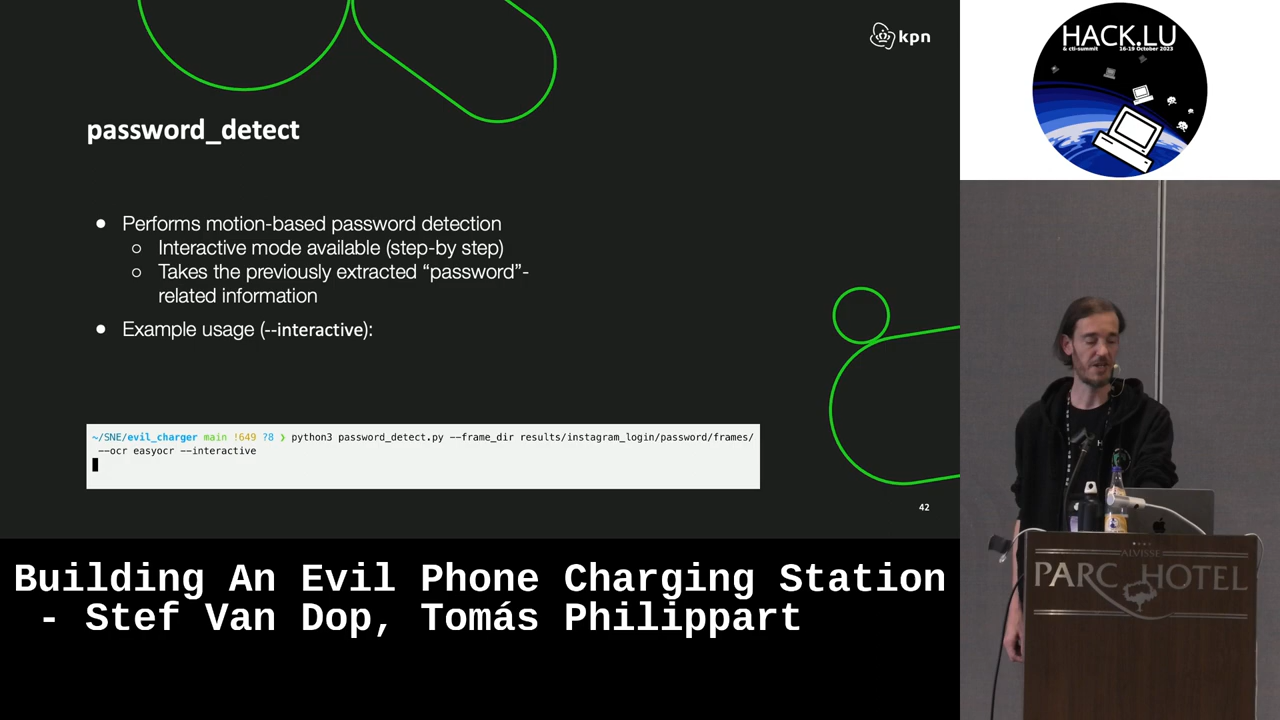 kpn
HACK.LU
& cti-summit 16-19 October 2023
password_detect
● Performs motion-based password detection
○ Interactive mode available (step-by step)
○ Takes the previously extracted “password”-
related information
● Example usage (--interactive):
~/SNE/evil_charger main !649 ?8 ❯ python3 password_detect.py --frame_dir results/instagram_login/password/frames/
--ocr easyocr --interactive
42
ALVISSE
PARC HOTEL
Building An Evil Phone Charging Station
- Stef Van Dop, Tomás Philippart